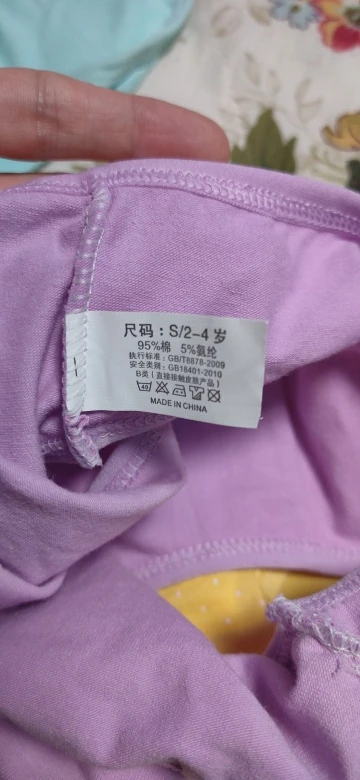 尺码：S/2-4 岁
95%棉 5%氨纶
执行标准：GB/T8878-2009
安全类别：GB18401-2010
B类（直接接触皮肤产品）
40
MADE IN CHINA